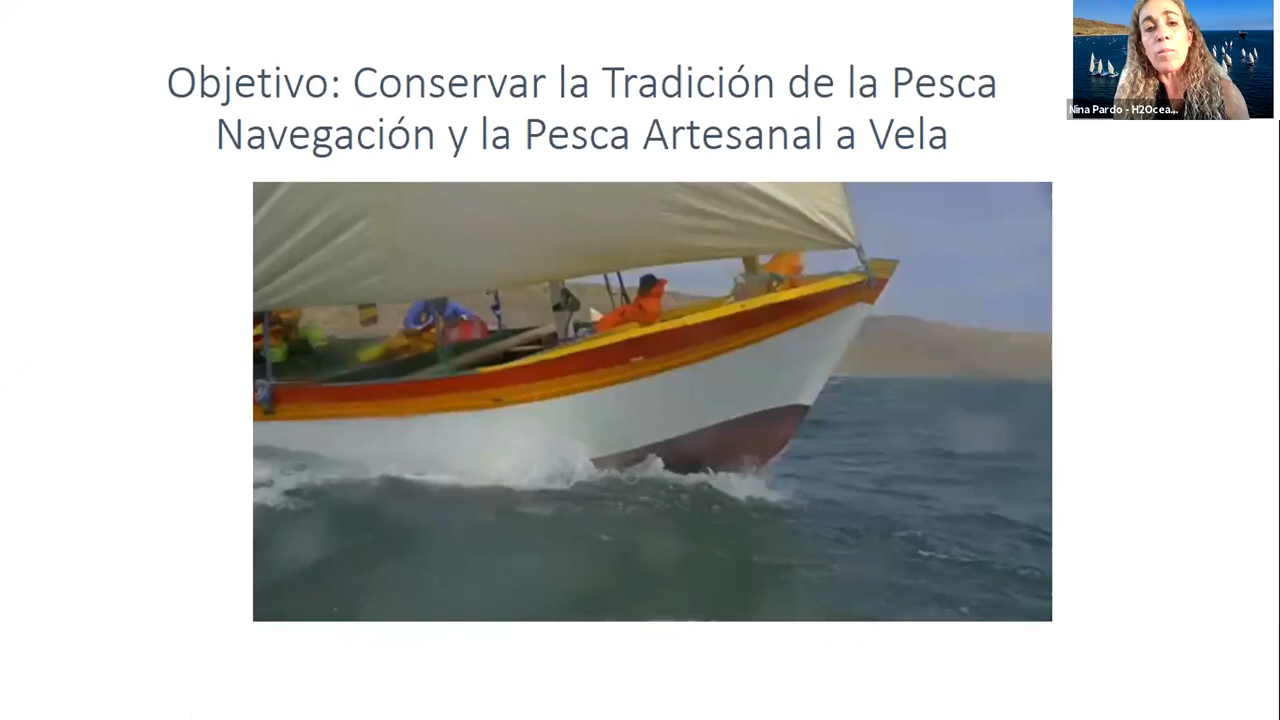 Objetivo: Conservar la Tradición de la Pesca
Navegación y la Pesca Artesanal a Vela
Nina Pardo - H2Ocea...